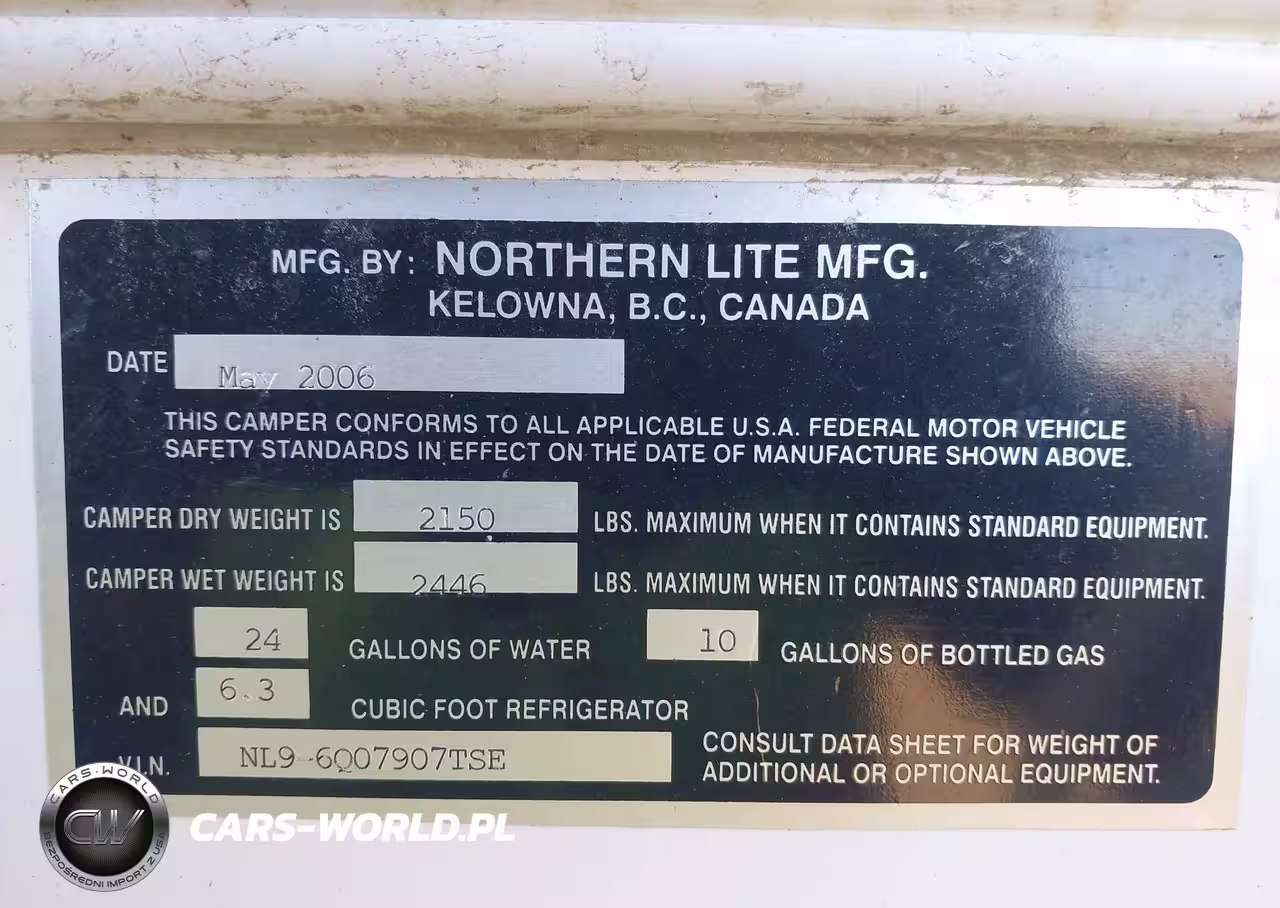 MFG. BY: NORTHERN LITE MFG.
KELOWNA, B.C., CANADA
DATE May 2006
THIS CAMPER CONFORMS TO ALL APPLICABLE U.S.A. FEDERAL MOTOR VEHICLE
SAFETY STANDARDS IN EFFECT ON THE DATE OF MANUFACTURE SHOWN ABOVE.
CAMPER DRY WEIGHT IS 2150 LBS. MAXIMUM WHEN IT CONTAINS STANDARD EQUIPMENT.
CAMPER WET WEIGHT IS 2446 LBS. MAXIMUM WHEN IT CONTAINS STANDARD EQUIPMENT.
24 GALLONS OF WATER 10 GALLONS OF BOTTLED GAS
AND 6.3 CUBIC FOOT REFRIGERATOR
V.I.N. NL9-6Q07907TSE
CONSULT DATA SHEET FOR WEIGHT OF
ADDITIONAL OR OPTIONAL EQUIPMENT.
CARS-WORLD
CW
BEZPOŚREDNI IMPORT Z USA
CARS-WORLD.PL